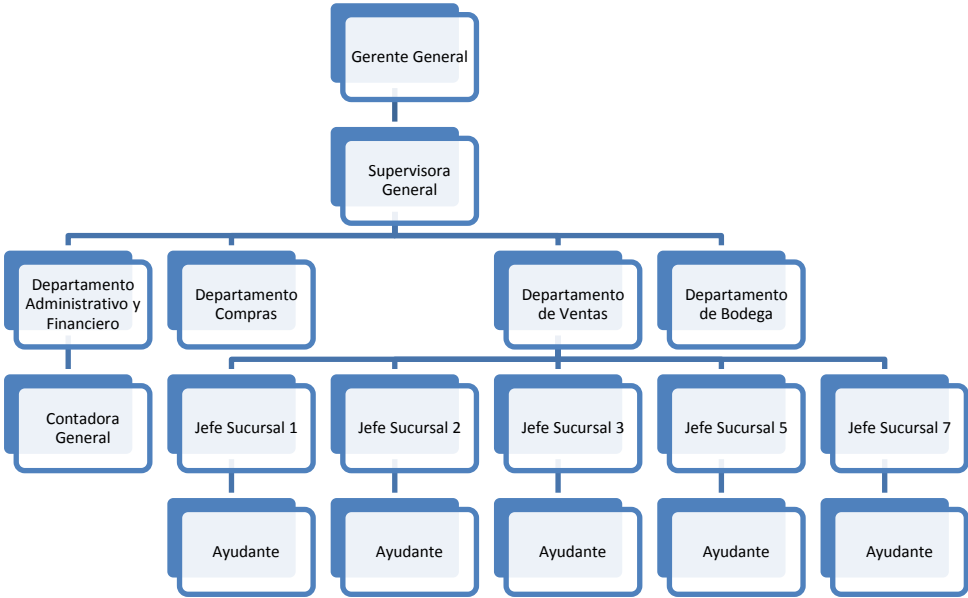 Gerente General
Supervisora
General
Departamento
Administrativo y
Financiero
Departamento
Compras
Departamento
de Ventas
Departamento
de Bodega
Contadora
General
Jefe Sucursal 1
Jefe Sucursal 2
Jefe Sucursal 3
Jefe Sucursal 5
Jefe Sucursal 7
Ayudante
Ayudante
Ayudante
Ayudante
Ayudante